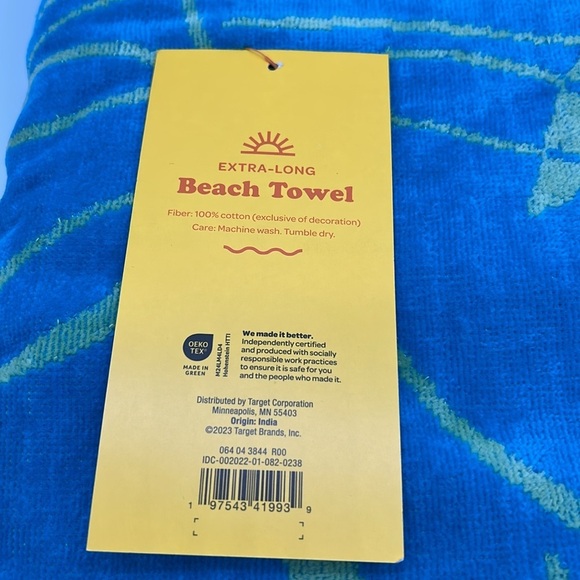 EXTRA-LONG
Beach Towel
Fiber: 100% cotton (exclusive of decoration)
Care: Machine wash. Tumble dry.
OEKO
TEX®
MADE IN
GREEN
M24LM4LD4
Hohenstein HTTI
We made it better.
Independently certified
and produced with socially
responsible work practices
to ensure it is safe for you
and the people who made it.
Distributed by Target Corporation
Minneapolis, MN 55403
Origin: India
©2023 Target Brands, Inc.
064 04 3844 R00
IDC-002022-01-082-0238
1 97543 41993 9